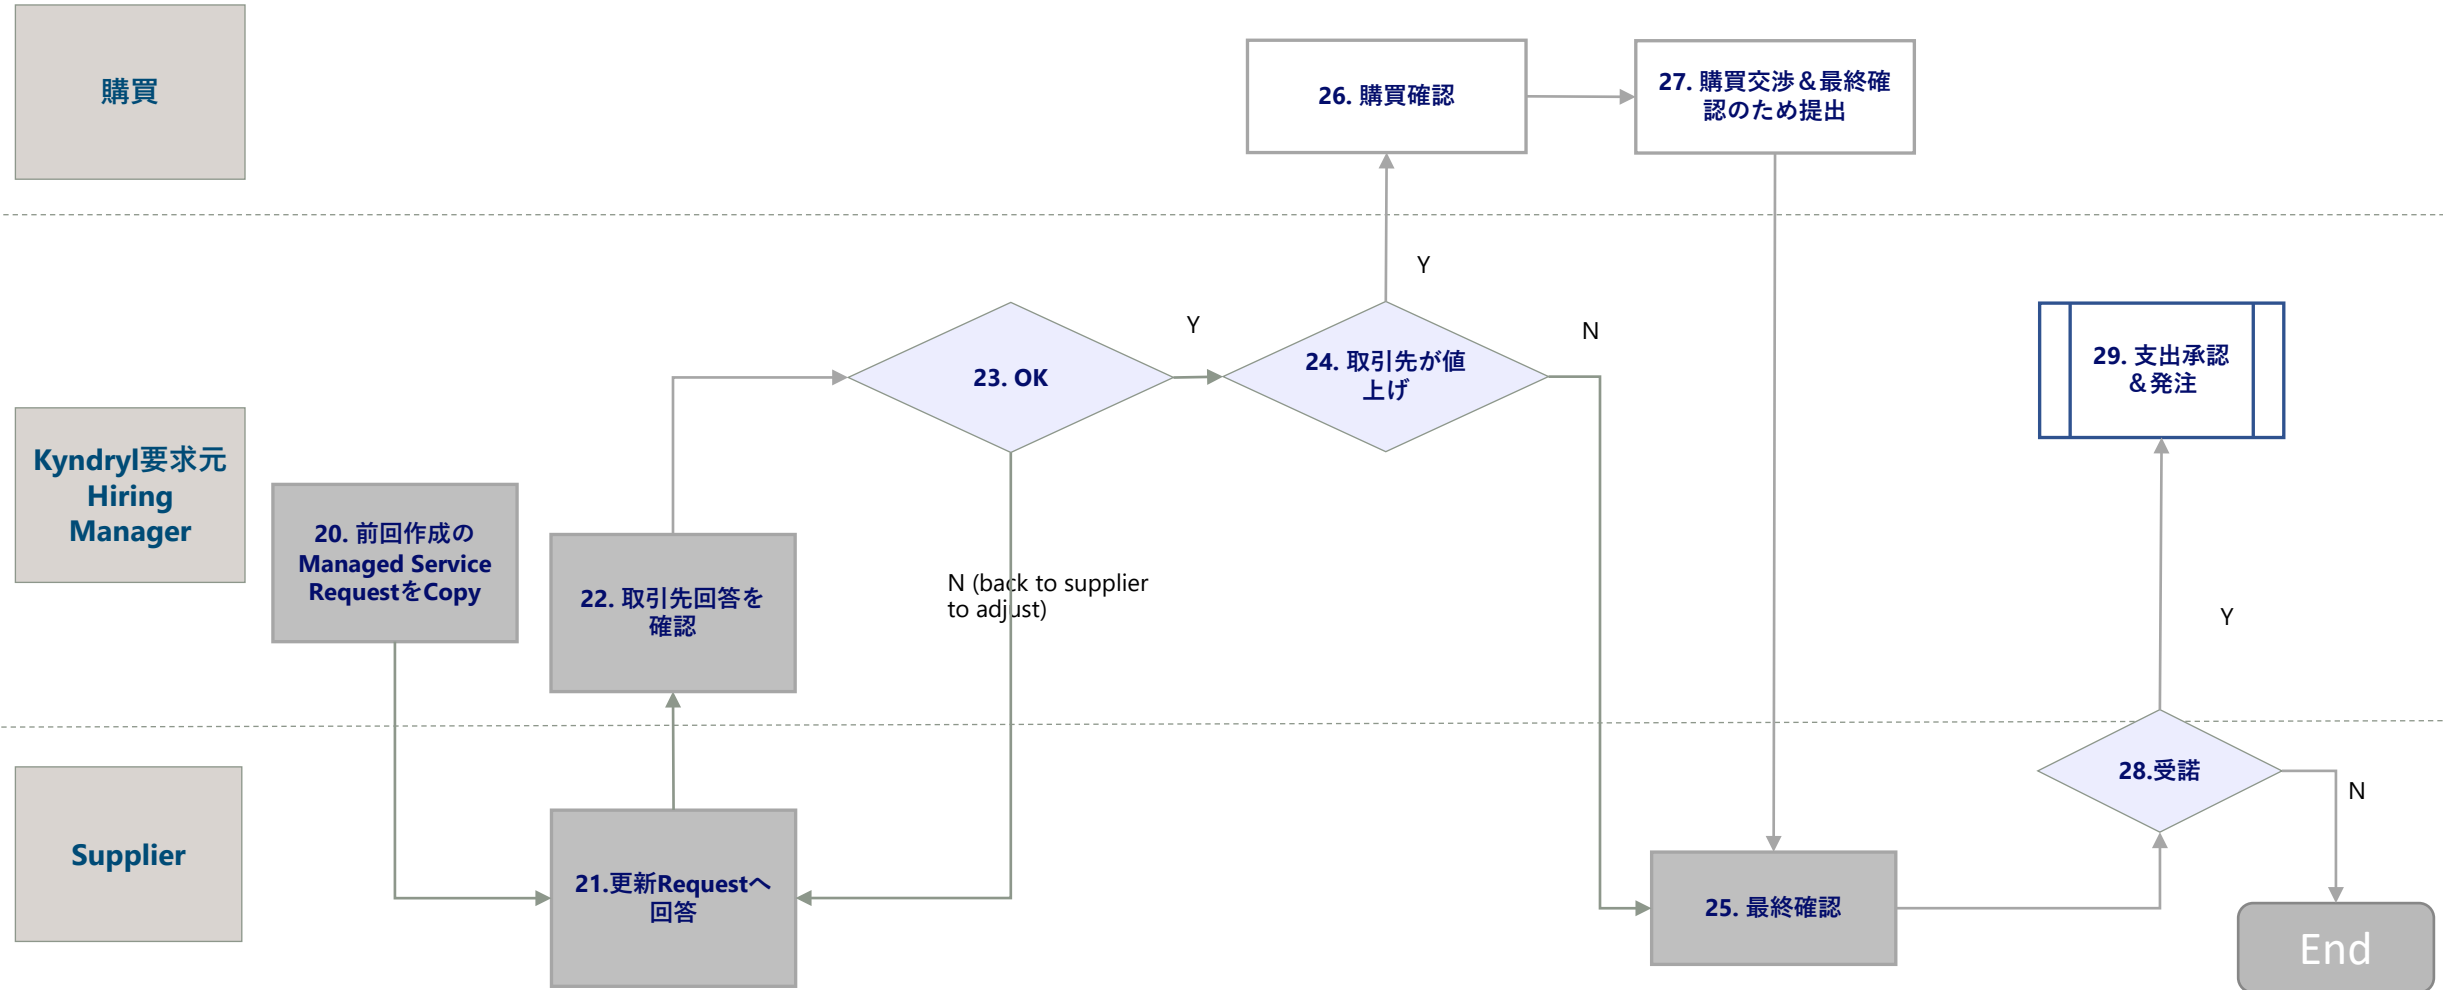 購買
26. 購買確認
27. 購買交渉＆最終確
認のため提出
Y
Y
N
23. OK
24. 取引先が値
上げ
29. 支出承認
＆発注
Kyndryl要求元
Hiring
Manager
20. 前回作成の
Managed Service
RequestをCopy
22. 取引先回答を
確認
N (back to supplier
to adjust)
Y
28.受諾
N
Supplier
21.更新Requestへ
回答
25. 最終確認
End